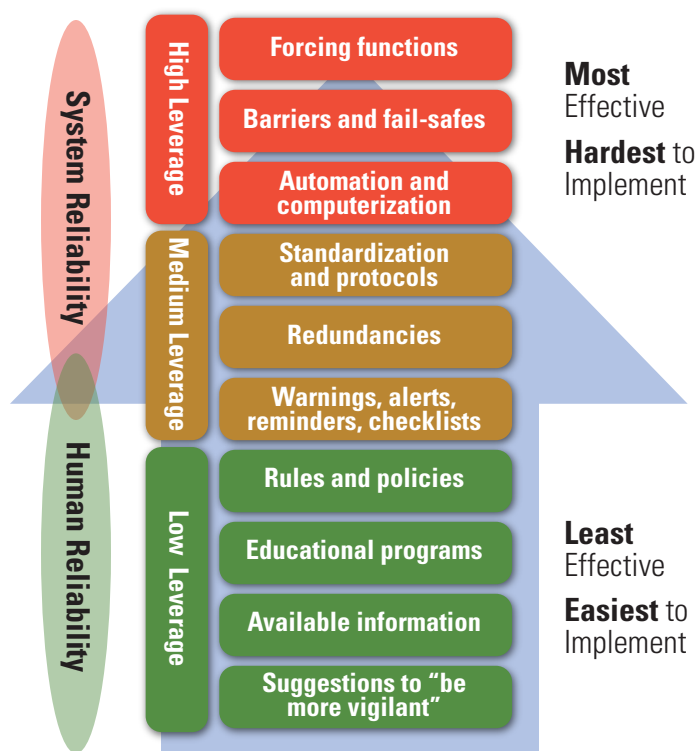 System Reliability
Human Reliability
High Leverage
Forcing functions
Barriers and fail-safes
Automation and
computerization
Medium Leverage
Standardization
and protocols
Redundancies
Warnings, alerts,
reminders, checklists
Low Leverage
Rules and policies
Educational programs
Available information
Suggestions to “be
more vigilant”
Most
Effective
Hardest to
Implement
Least
Effective
Easiest to
Implement